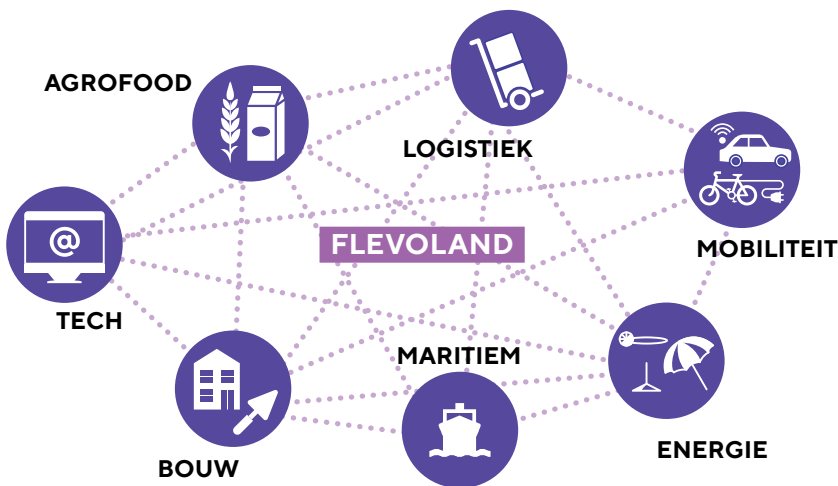 AGROFOOD
LOGISTIEK
MOBILITEIT
@
FLEVOLAND
TECH
MARITIEM
BOUW
ENERGIE